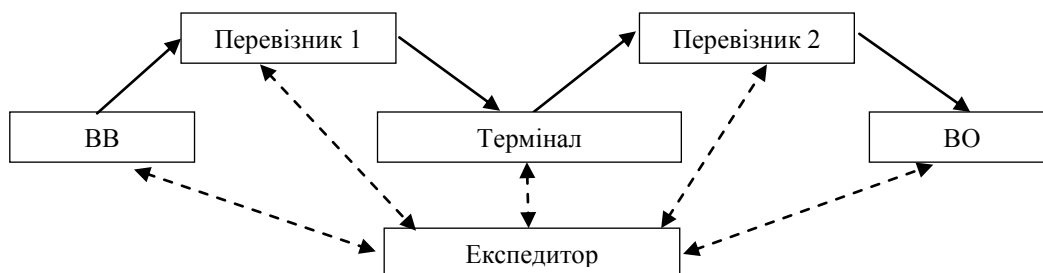 Перевізник 1
Перевізник 2
ВВ
Термінал
ВО
Експедитор